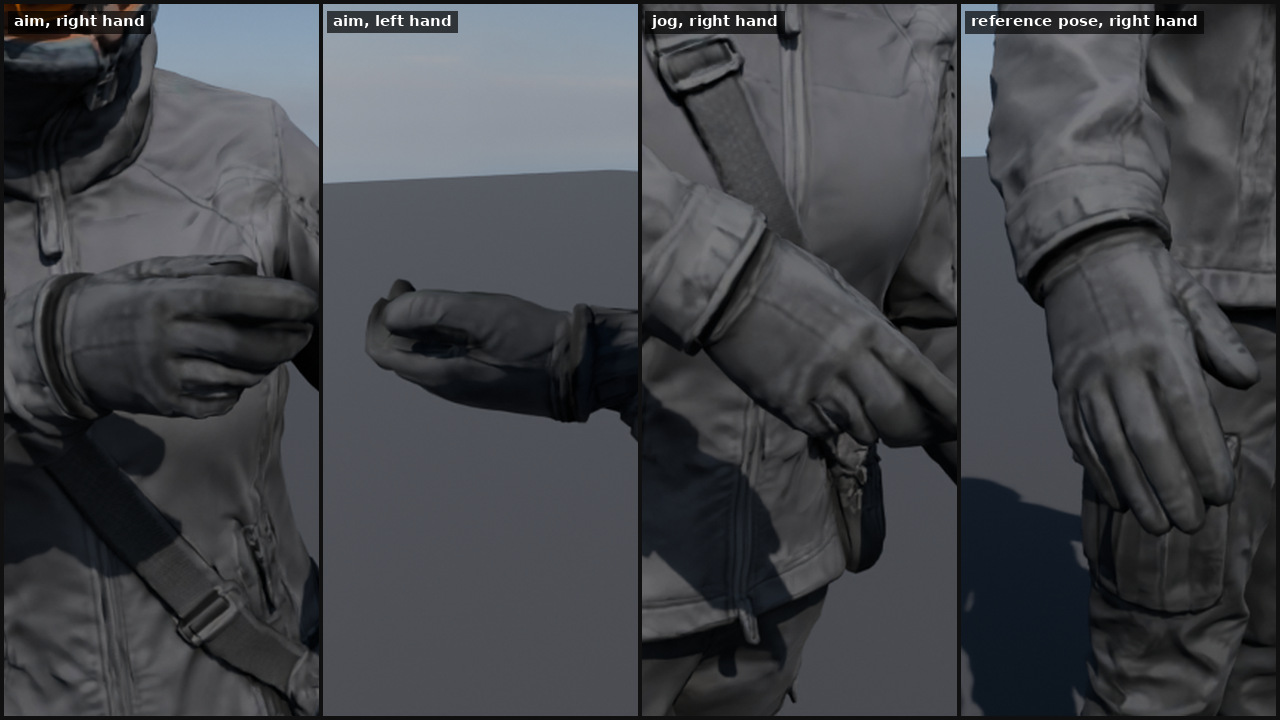 aim, right hand
aim, left hand
jog, right hand
reference pose, right hand